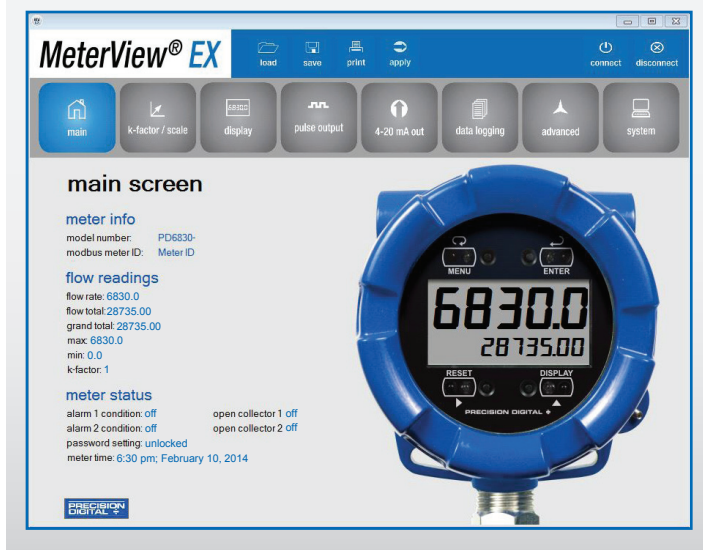 MeterView® EX
load save print apply connect disconnect
main k-factor / scale display pulse output 4-20 mA out data logging advanced system
main screen
meter info
model number: PD6830-
modbus meter ID: Meter ID
flow readings
flow rate: 6830.0
flow total: 28735.00
grand total: 28735.00
max: 6830.0
min: 0.0
k-factor: 1
meter status
alarm 1 condition: off open collector 1 off
alarm 2 condition: off open collector 2 off
password setting: unlocked
meter time: 6:30 pm; February 10, 2014
PRECISION
DIGITAL
MENU ENTER
6830.0
28735.00
RESET DISPLAY
PRECISION DIGITAL